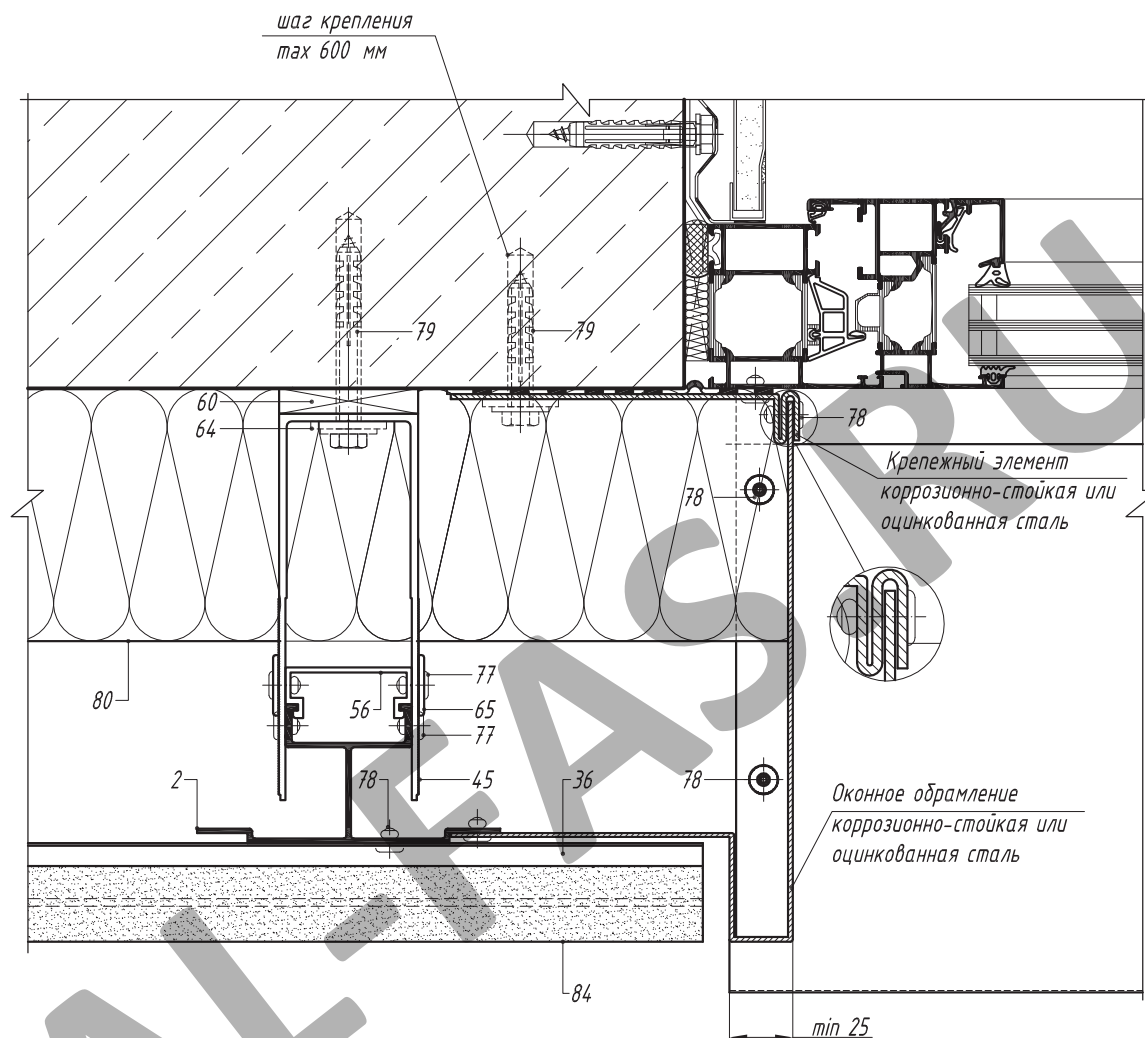 шаг крепления
max 600 мм
79
79
60
64
78
Крепежный элемент
коррозионно-стойкая или
оцинкованная сталь
78
80
56
77
65
77
2
78
45
36
78
Оконное обрамление
коррозионно-стойкая или
оцинкованная сталь
84
min 25
AL-FAS.RU